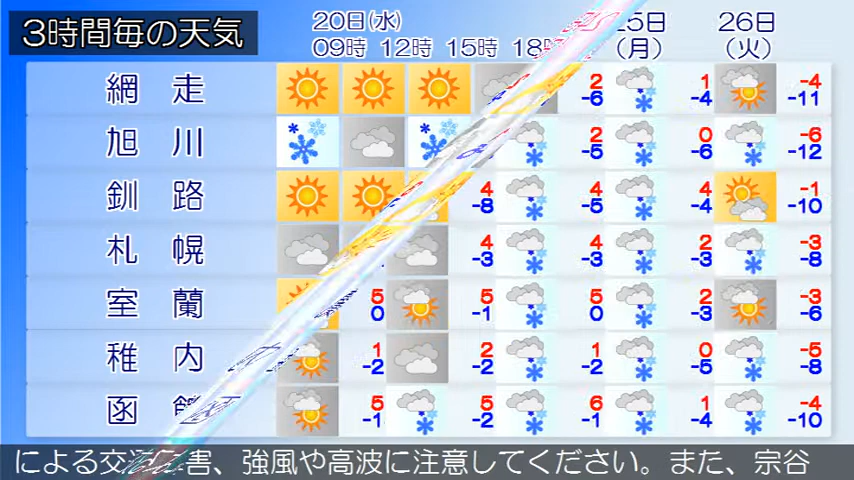 3時間毎の天気
20日(水) 25日 26日
09時 12時 15時 18時 (月) (火)
網走 2 1 -4
-6 -4 -11
旭川 2 0 -6
-5 -6 -12
釧路 4 4 4 -1
-8 -5 -4 -10
札幌 4 4 2 -3
-3 -3 -3 -8
室蘭 5 5 5 2 -3
0 -1 0 -3 -6
稚内 1 2 1 0 -5
-2 -2 -2 -5 -8
函館 5 5 6 1 -4
-1 -2 -1 -4 -10
による交通障害、強風や高波に注意してください。また、宗谷